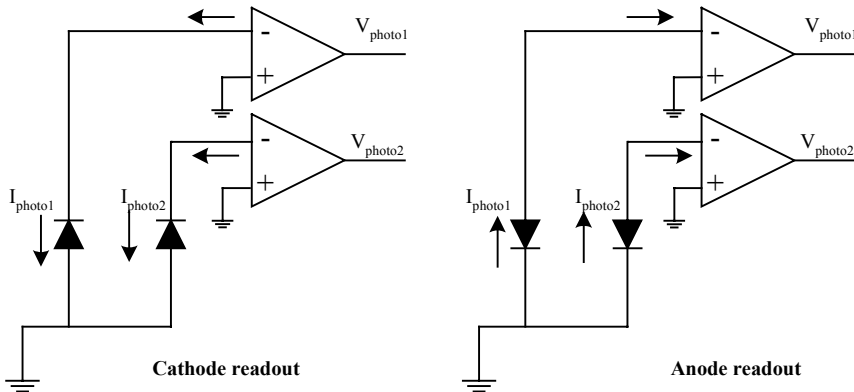 V_photo1
-
+
V_photo2
-
+
I_photo1
I_photo2
Cathode readout
V_photo1
-
+
V_photo2
-
+
I_photo1
I_photo2
Anode readout